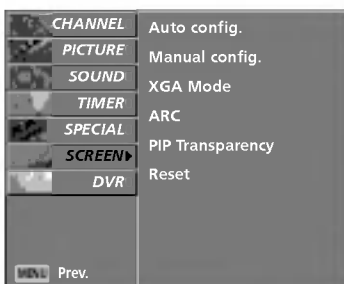 CHANNEL
PICTURE
SOUND
TIMER
SPECIAL
SCREEN
DVR
Auto config.
Manual config.
XGA Mode
ARC
PIP Transparency
Reset
MENU Prev.